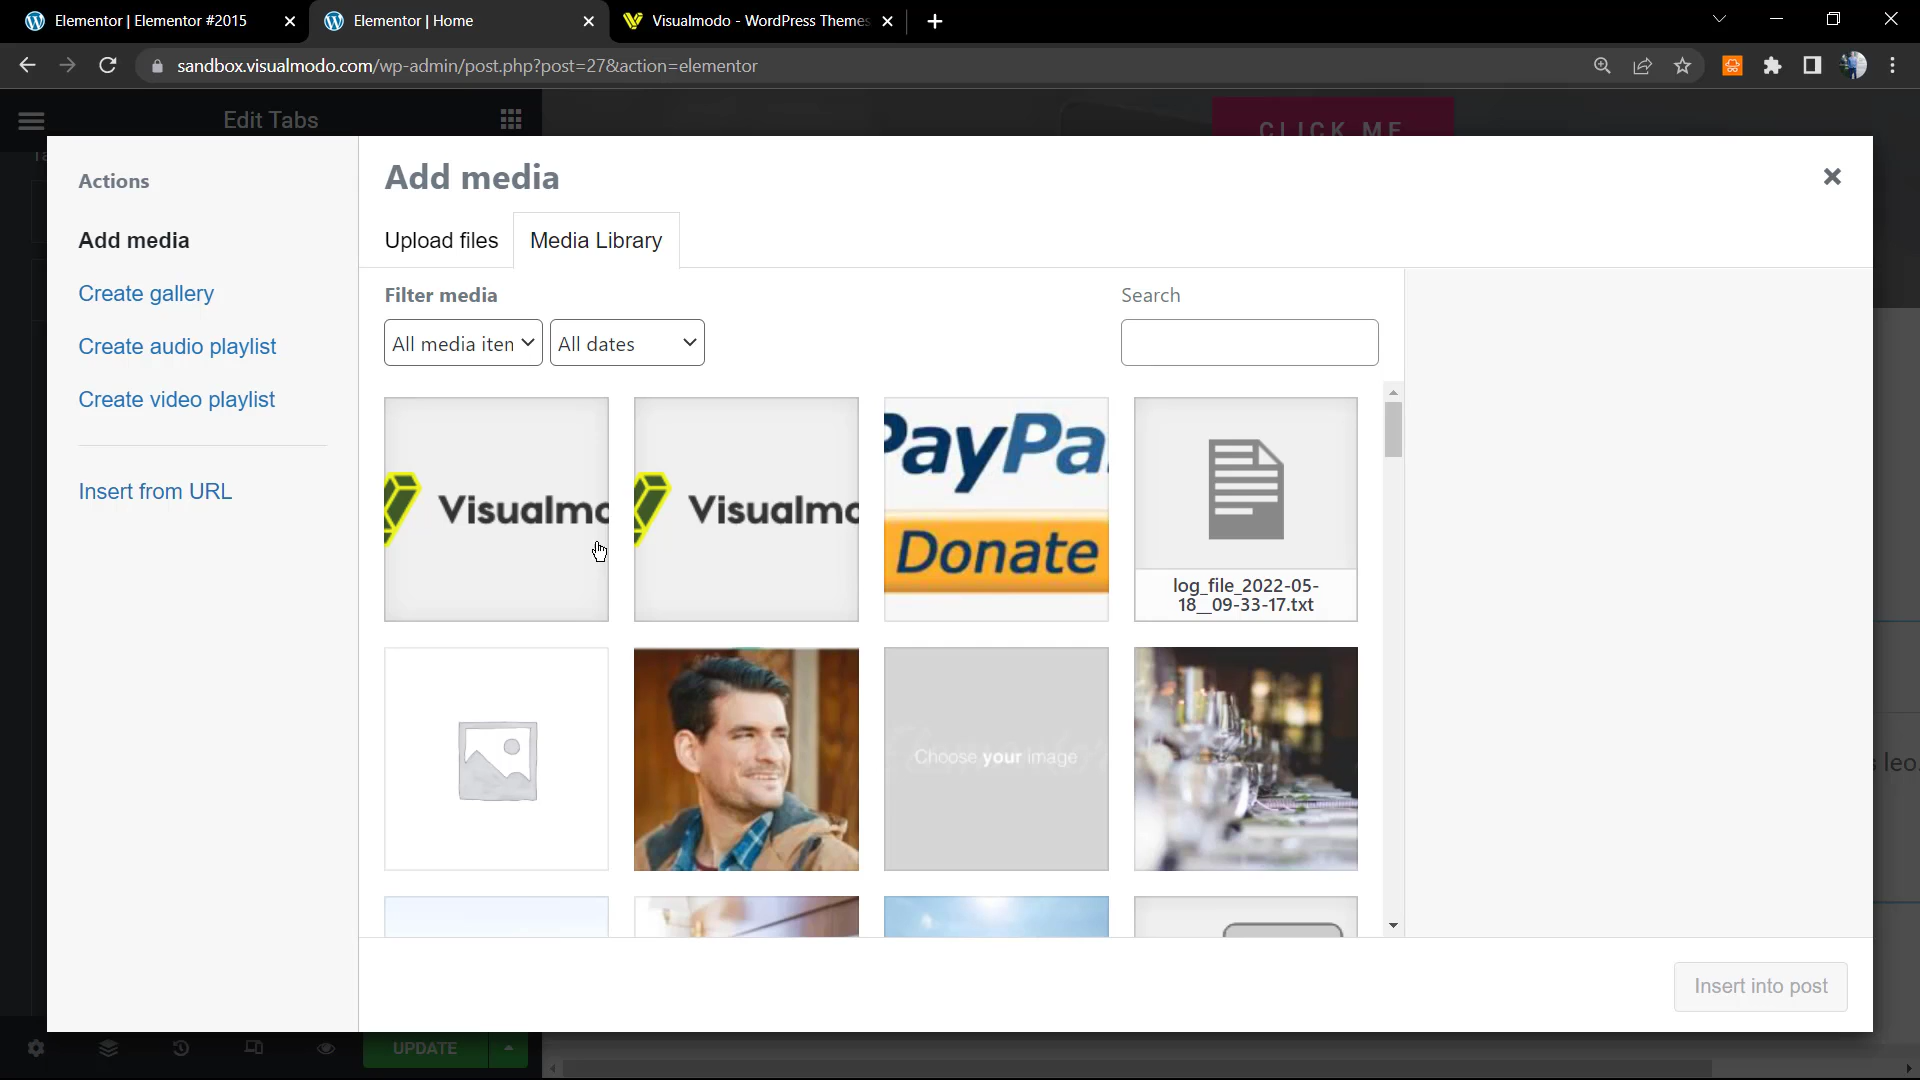 Elementor | Elementor #2015
Elementor | Home
Visualmodo - WordPress Themes
sandbox.visualmodo.com/wp-admin/post.php?post=27&action=elementor
Edit Tabs
CLICK ME
Actions
Add media
Create gallery
Create audio playlist
Create video playlist
Insert from URL
Add media
Upload files
Media Library
Filter media
Search
All media iten
All dates
Visualmo
Visualmo
PayPa
Donate
log_file_2022-05-
18__09-33-17.txt
Choose your image
leo.
Insert into post
UPDATE